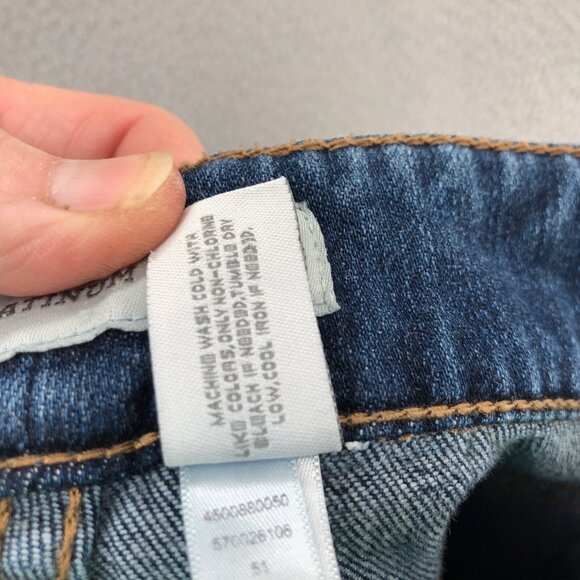 MACHINE WASH COLD WITH
LIKE COLORS,ONLY NON-CHLORINE
BLEACH IF NEEDED,TUMBLE DRY
LOW, COOL IRON IF NEEDED.
4500880050
570026106
51